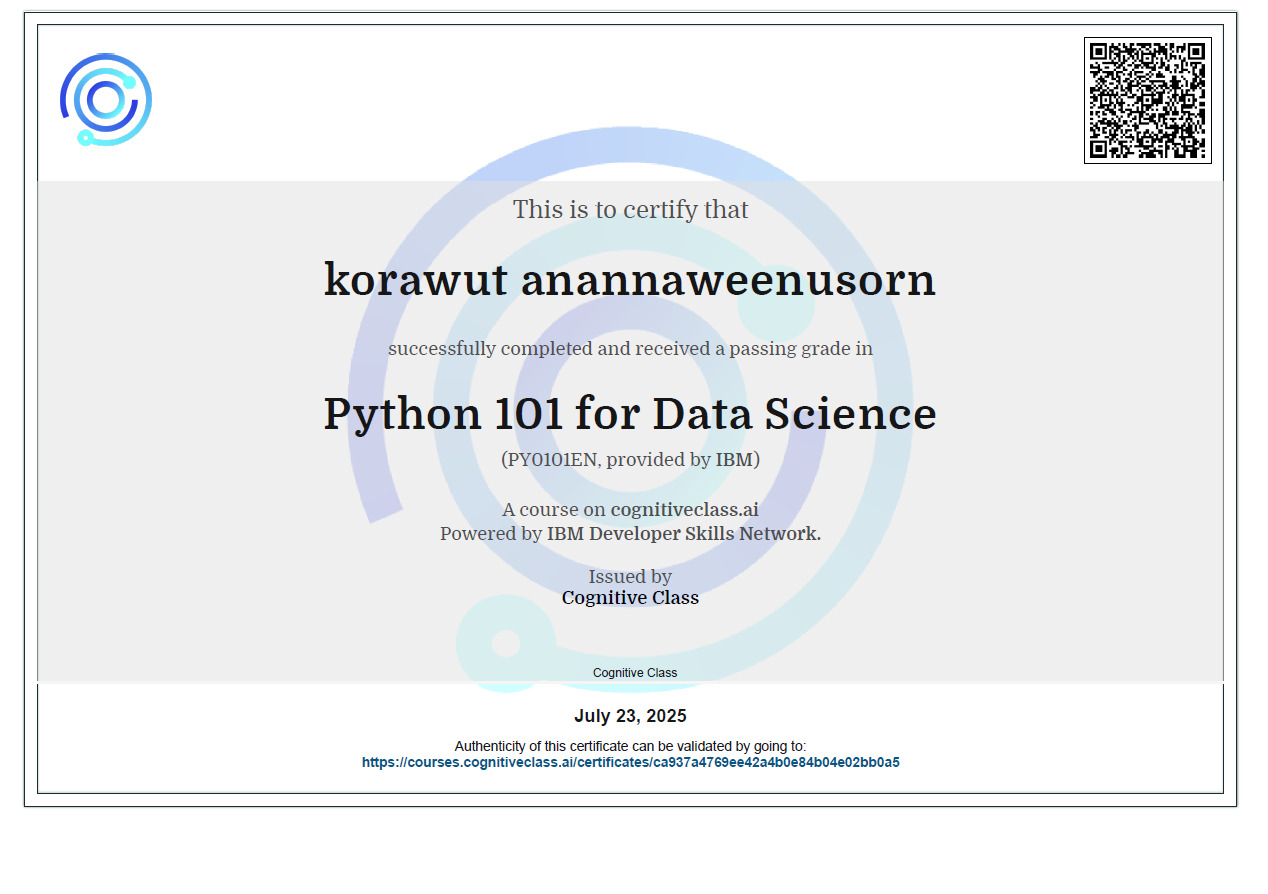 This is to certify that
korawut anannaweenusorn
successfully completed and received a passing grade in
Python 101 for Data Science
(PY0101EN, provided by IBM)
A course on cognitiveclass.ai
Powered by IBM Developer Skills Network.
Issued by
Cognitive Class
Cognitive Class
July 23, 2025
Authenticity of this certificate can be validated by going to:
https://courses.cognitiveclass.ai/certificates/ca937a4769ee42a4b0e84b04e02bb0a5